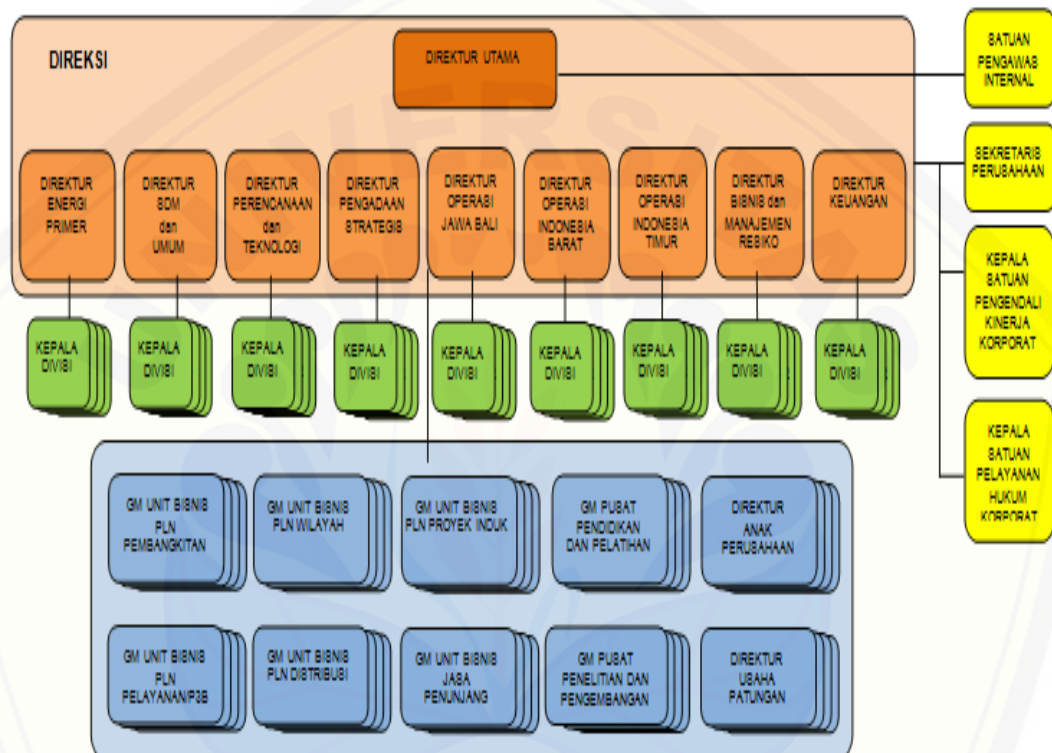 DIREKSI
DIREKTUR UTAMA
SATUAN
PENGAWAS
INTERNAL
SEKRETARIS
PERUSAHAAN
KEPALA
SATUAN
PENGENDALI
KINERJA
KORPORAT
KEPALA
SATUAN
PELAYANAN
HUKUM
KORPORAT
DIREKTUR
ENERGI
PRIMER
DIREKTUR
SDM
dan
UMUM
DIREKTUR
PERENCANAAN
dan
TEKNOLOGI
DIREKTUR
PENGADAAN
STRATEGIS
DIREKTUR
OPERASI
JAWA BALI
DIREKTUR
OPERASI
INDONESIA
BARAT
DIREKTUR
OPERASI
INDONESIA
TIMUR
DIREKTUR
BISNIS dan
MANAJEMEN
RESIKO
DIREKTUR
KEUANGAN
KEPALA
DIVISI
KEPALA
DIVISI
KEPALA
DIVISI
KEPALA
DIVISI
KEPALA
DIVISI
KEPALA
DIVISI
KEPALA
DIVISI
KEPALA
DIVISI
KEPALA
DIVISI
GM UNIT BISNIS
PLN
PEMBANGKITAN
GM UNIT BISNIS
PLN WILAYAH
GM UNIT BISNIS
PLN PROYEK INDUK
GM PUSAT
PENDIDIKAN
DAN PELATIHAN
DIREKTUR
ANAK
PERUSAHAAN
GM UNIT BISNIS
PLN
PELAYANAN/P3B
GM UNIT BISNIS
PLN DISTRIBUSI
GM UNIT BISNIS
JASA
PENUNJANG
GM PUSAT
PENELITIAN DAN
PENGEMBANGAN
DIREKTUR
USAHA
PATUNGAN